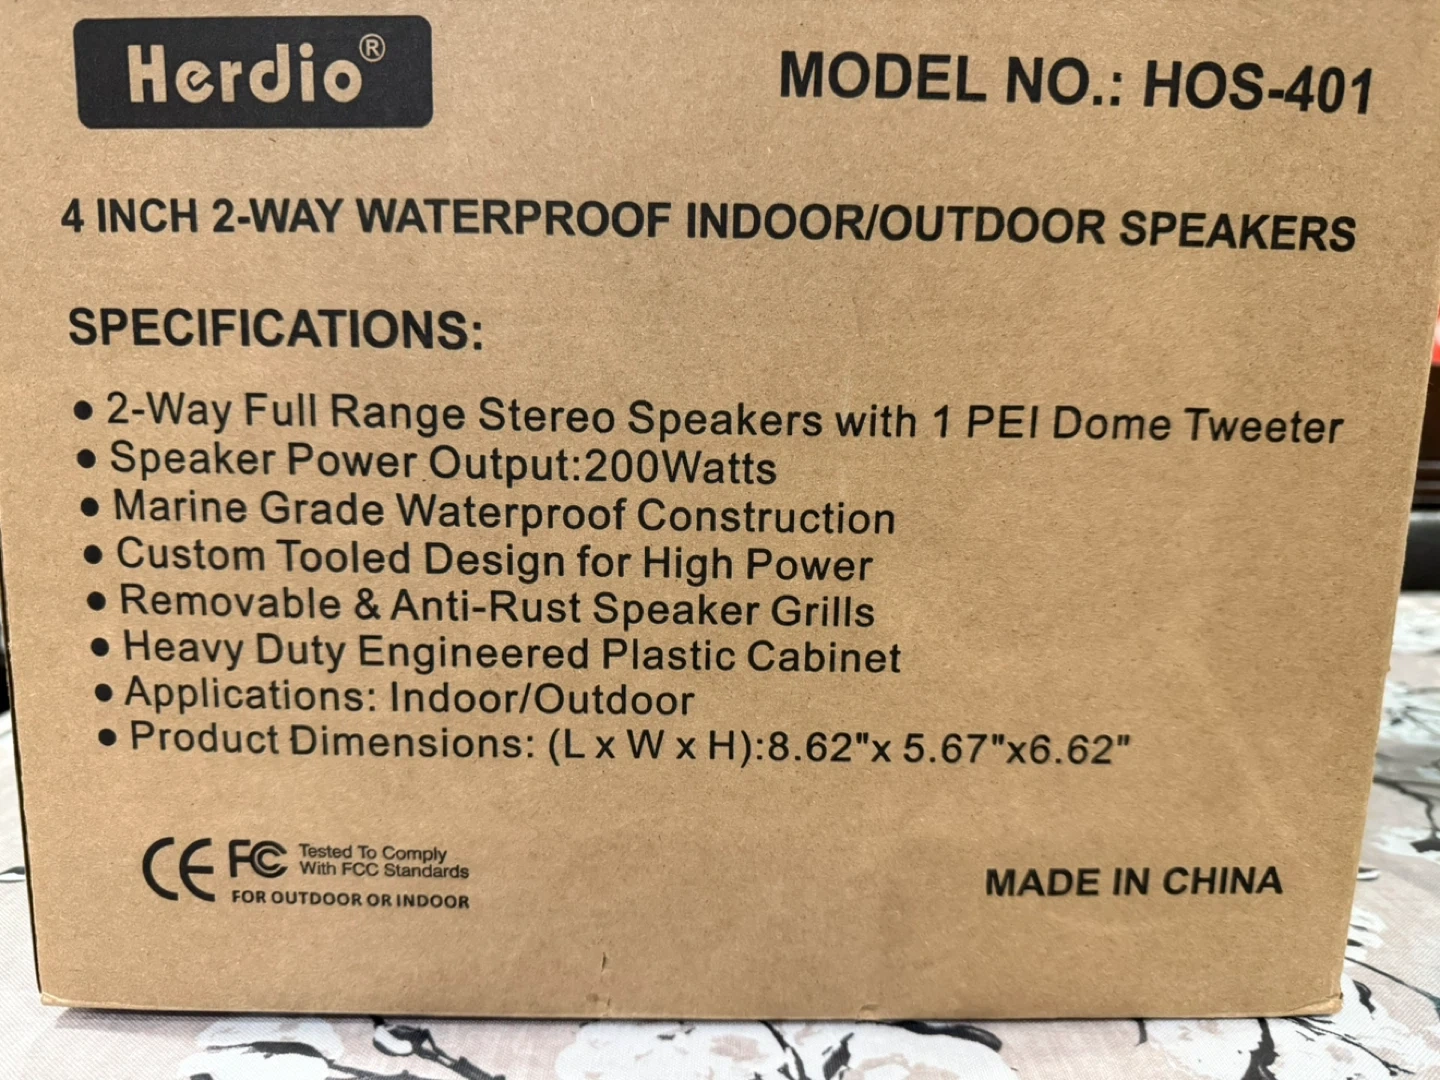 Herdio®
MODEL NO.: HOS-401
4 INCH 2-WAY WATERPROOF INDOOR/OUTDOOR SPEAKERS
SPECIFICATIONS:
● 2-Way Full Range Stereo Speakers with 1 PEI Dome Tweeter
● Speaker Power Output:200Watts
● Marine Grade Waterproof Construction
● Custom Tooled Design for High Power
● Removable & Anti-Rust Speaker Grills
● Heavy Duty Engineered Plastic Cabinet
● Applications: Indoor/Outdoor
● Product Dimensions: (L x W x H):8.62"x 5.67"x6.62"
CE FC Tested To Comply
With FCC Standards
FOR OUTDOOR OR INDOOR
MADE IN CHINA